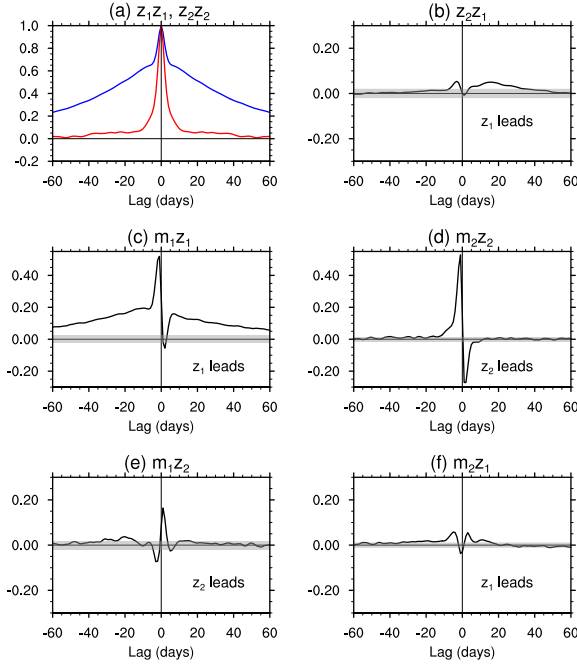 (a) z₁z₁, z₂z₂
1.0
0.8
0.6
0.4
0.2
0.0
-0.2
-60 -40 -20 0 20 40 60
Lag (days)
(b) z₂z₁
0.20
0.00
-0.20
z₁ leads
-60 -40 -20 0 20 40 60
Lag (days)
(c) m₁z₁
0.40
0.20
0.00
-0.20
z₁ leads
-60 -40 -20 0 20 40 60
Lag (days)
(d) m₂z₂
0.40
0.20
0.00
-0.20
z₂ leads
-60 -40 -20 0 20 40 60
Lag (days)
(e) m₁z₂
0.20
0.00
-0.20
z₂ leads
-60 -40 -20 0 20 40 60
Lag (days)
(f) m₂z₁
0.20
0.00
-0.20
z₁ leads
-60 -40 -20 0 20 40 60
Lag (days)